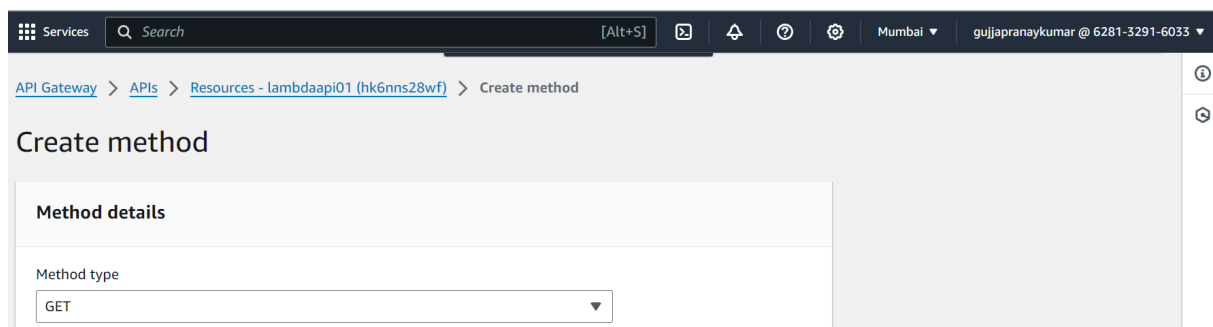 Services Search [Alt+S] Mumbai gujjapranaykumar @ 6281-3291-6033
API Gateway > APIs > Resources - lambdaapi01 (hk6nns28wf) > Create method
Create method
Method details
Method type
GET